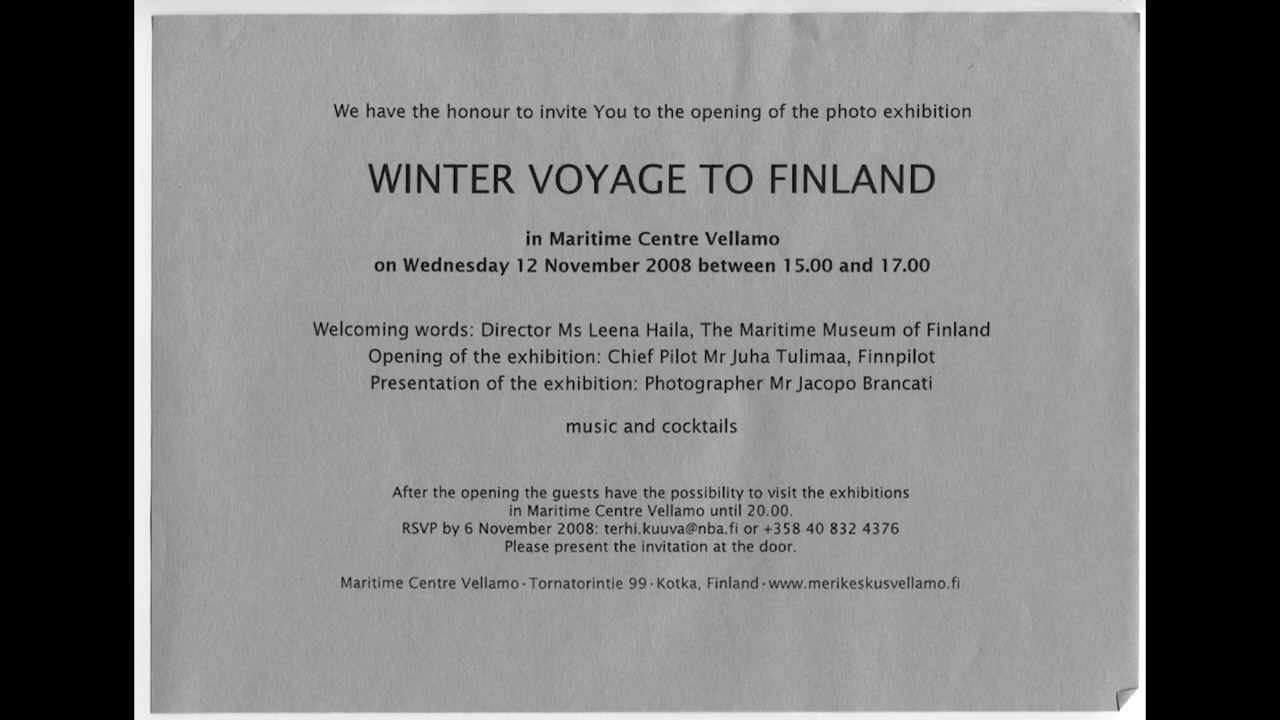 We have the honour to invite You to the opening of the photo exhibition
WINTER VOYAGE TO FINLAND
in Maritime Centre Vellamo
on Wednesday 12 November 2008 between 15.00 and 17.00
Welcoming words: Director Ms Leena Haila, The Maritime Museum of Finland
Opening of the exhibition: Chief Pilot Mr Juha Tulimaa, Finnpilot
Presentation of the exhibition: Photographer Mr Jacopo Brancati
music and cocktails
After the opening the guests have the possibility to visit the exhibitions
in Maritime Centre Vellamo until 20.00.
RSVP by 6 November 2008: terhi.kuuva@nba.fi or +358 40 832 4376
Please present the invitation at the door.
Maritime Centre Vellamo · Tornatorintie 99 · Kotka, Finland · www.merikeskusvellamo.fi